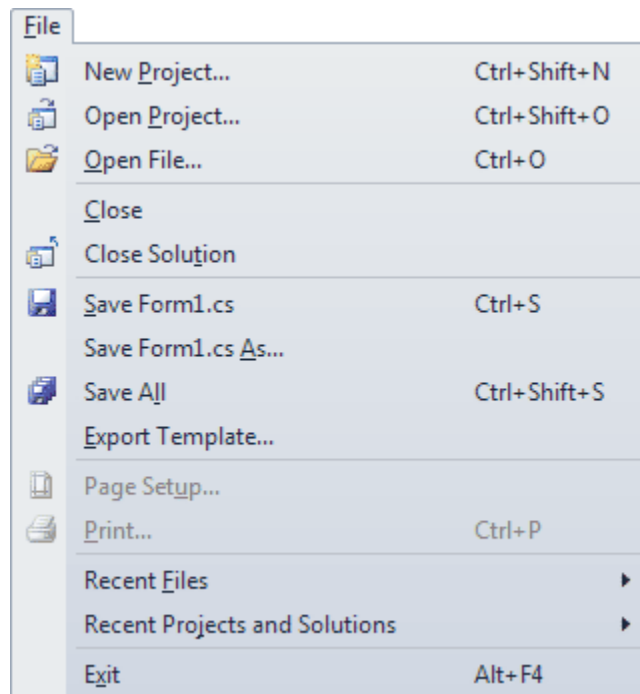 File
New Project... Ctrl+Shift+N
Open Project... Ctrl+Shift+O
Open File... Ctrl+O
Close
Close Solution
Save Form1.cs Ctrl+S
Save Form1.cs As...
Save All Ctrl+Shift+S
Export Template...
Page Setup...
Print... Ctrl+P
Recent Files
Recent Projects and Solutions
Exit Alt+F4